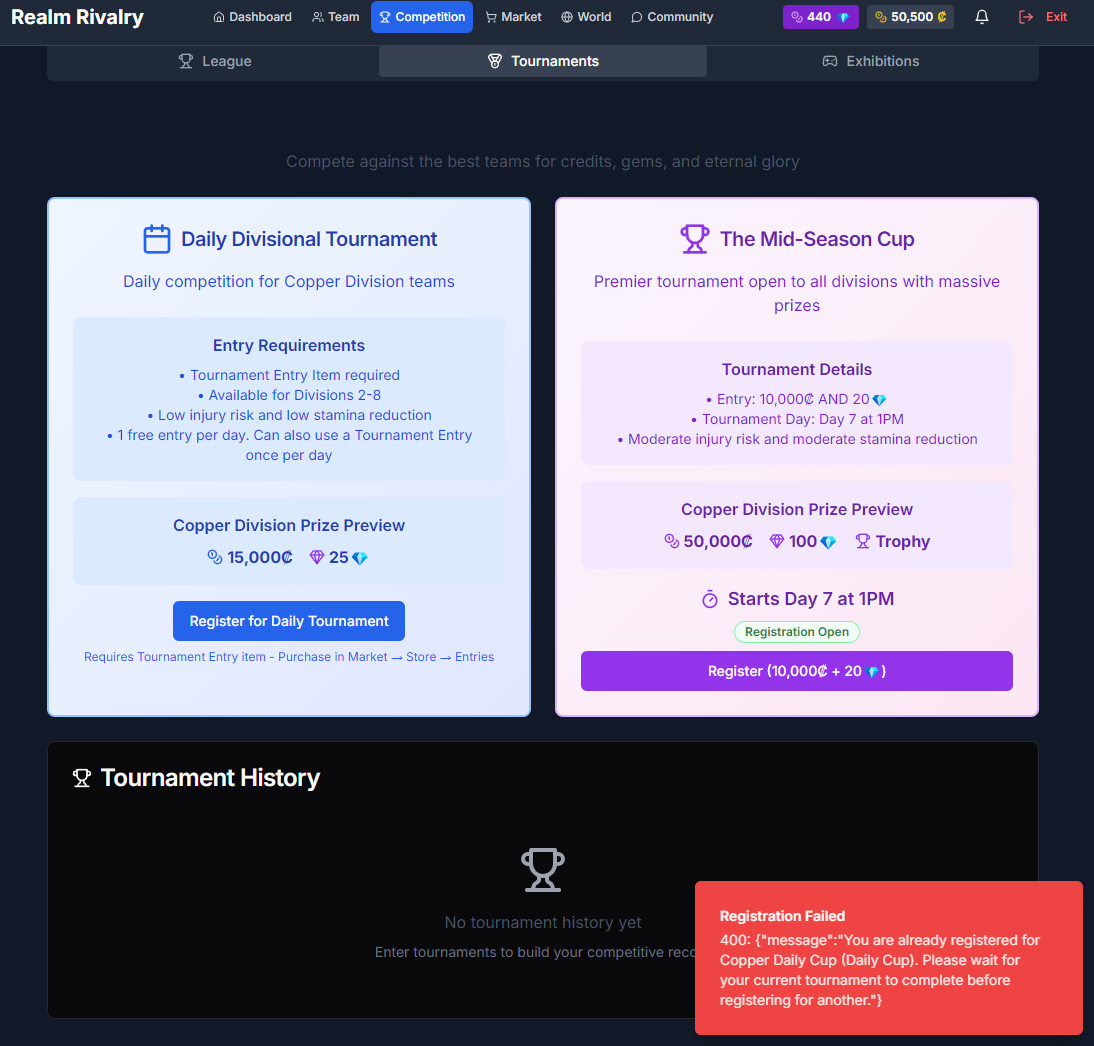 Realm Rivalry
Dashboard
Team
Competition
Market
World
Community
440 💎
50,500 ₡
Exit
League
Tournaments
Exhibitions
Compete against the best teams for credits, gems, and eternal glory
Daily Divisional Tournament
Daily competition for Copper Division teams
Entry Requirements
• Tournament Entry Item required
• Available for Divisions 2-8
• Low injury risk and low stamina reduction
• 1 free entry per day. Can also use a Tournament Entry
once per day
Copper Division Prize Preview
15,000₡
25💎
Register for Daily Tournament
Requires Tournament Entry item - Purchase in Market → Store → Entries
The Mid-Season Cup
Premier tournament open to all divisions with massive
prizes
Tournament Details
• Entry: 10,000₡ AND 20💎
• Tournament Day: Day 7 at 1PM
• Moderate injury risk and moderate stamina reduction
Copper Division Prize Preview
50,000₡
100💎
Trophy
Starts Day 7 at 1PM
Registration Open
Register (10,000₡ + 20 💎)
Tournament History
No tournament history yet
Enter tournaments to build your competitive
Registration Failed
400: {"message":"You are already registered for
Copper Daily Cup (Daily Cup). Please wait for
your current tournament to complete before
registering for another."}